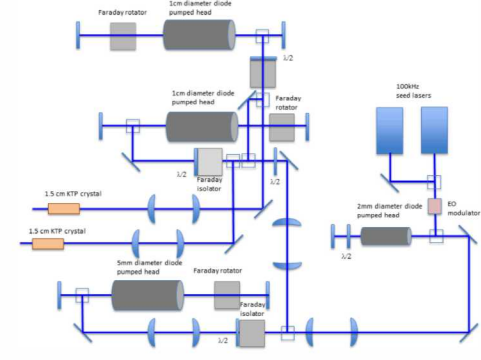 1cm diameter diode
pumped head
Faraday rotator
λ/2
1cm diameter diode
pumped head
Faraday
rotator
100kHz
seed lasers
λ/2
Faraday
isolator
λ/2
1.5 cm KTP crystal
2mm diameter diode
pumped head
EO
modulator
1.5 cm KTP crystal
λ/2
5mm diameter diode
pumped head
Faraday rotator
Faraday
isolator
λ/2